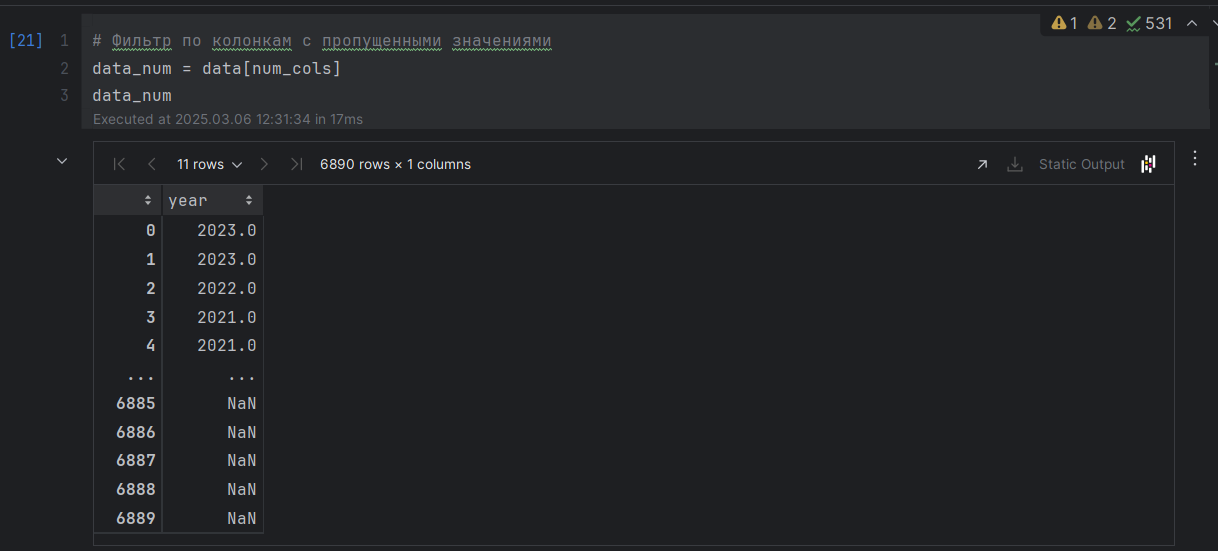 1 2 531
[21] 1 # Фильтр по колонкам с пропущенными значениями
2 data_num = data[num_cols]
3 data_num
Executed at 2025.03.06 12:31:34 in 17ms
11 rows 6890 rows × 1 columns Static Output
year
0 2023.0
1 2023.0
2 2022.0
3 2021.0
4 2021.0
... ...
6885 NaN
6886 NaN
6887 NaN
6888 NaN
6889 NaN